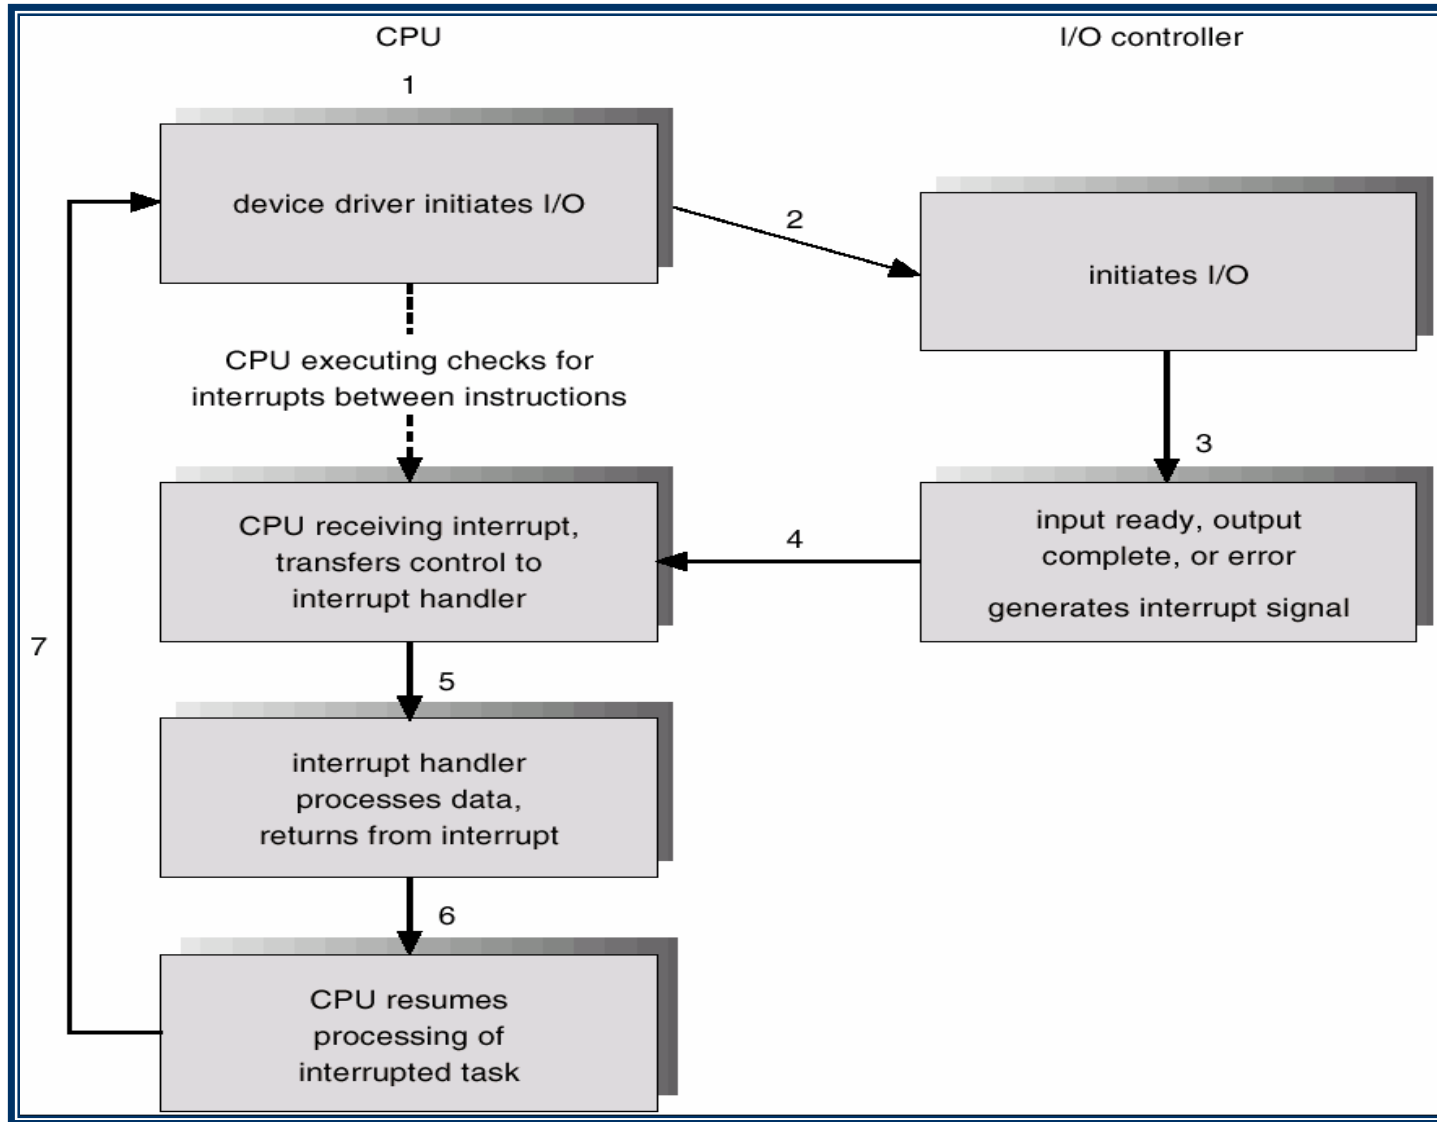 CPU
I/O controller
1
device driver initiates I/O
2
initiates I/O
CPU executing checks for
interrupts between instructions
3
CPU receiving interrupt,
transfers control to
interrupt handler
4
input ready, output
complete, or error
generates interrupt signal
7
5
interrupt handler
processes data,
returns from interrupt
6
CPU resumes
processing of
interrupted task